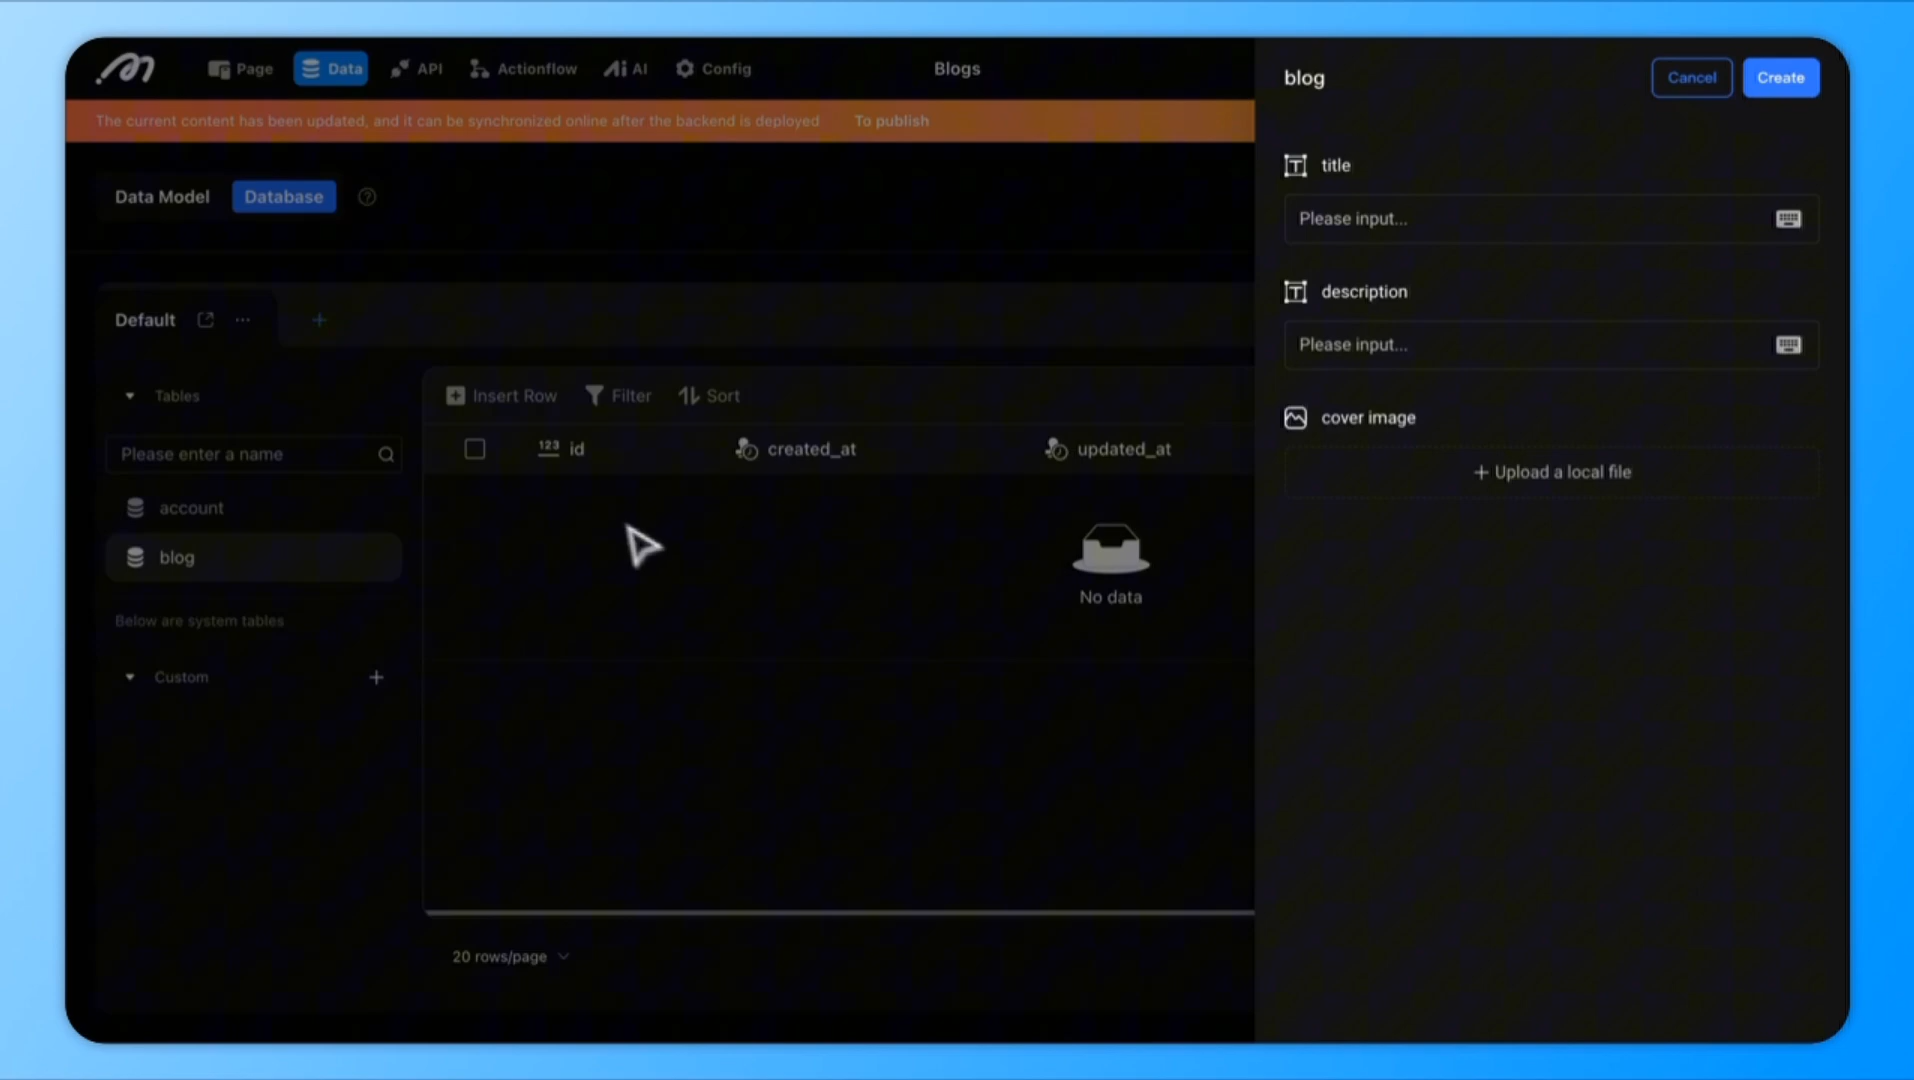 Page
Data
API
Actionflow
AI
Config
Blogs
The current content has been updated, and it can be synchronized online after the backend is deployed
To publish
Data Model
Database
Default
Tables
Please enter a name
account
blog
Below are system tables
Custom
Insert Row
Filter
Sort
123 id
created_at
updated_at
No data
20 rows/page
blog
Cancel
Create
title
Please input...
description
Please input...
cover image
+ Upload a local file